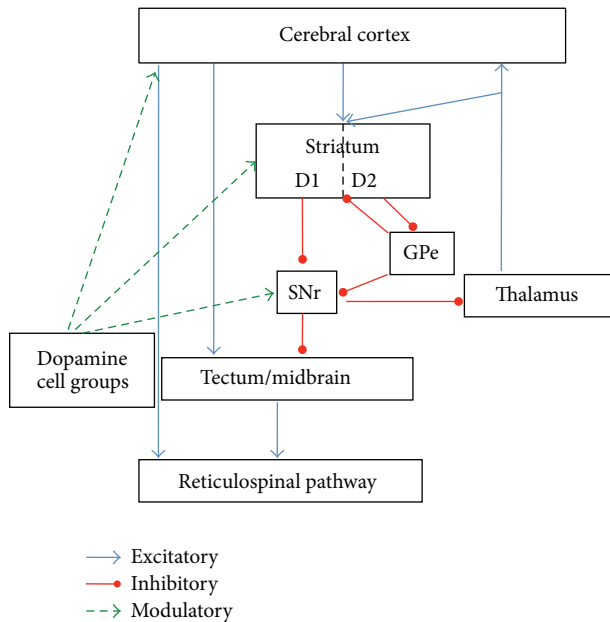 Cerebral cortex
Striatum
D1 D2
GPe
SNr
Thalamus
Dopamine
cell groups
Tectum/midbrain
Reticulospinal pathway
Excitatory
Inhibitory
Modulatory